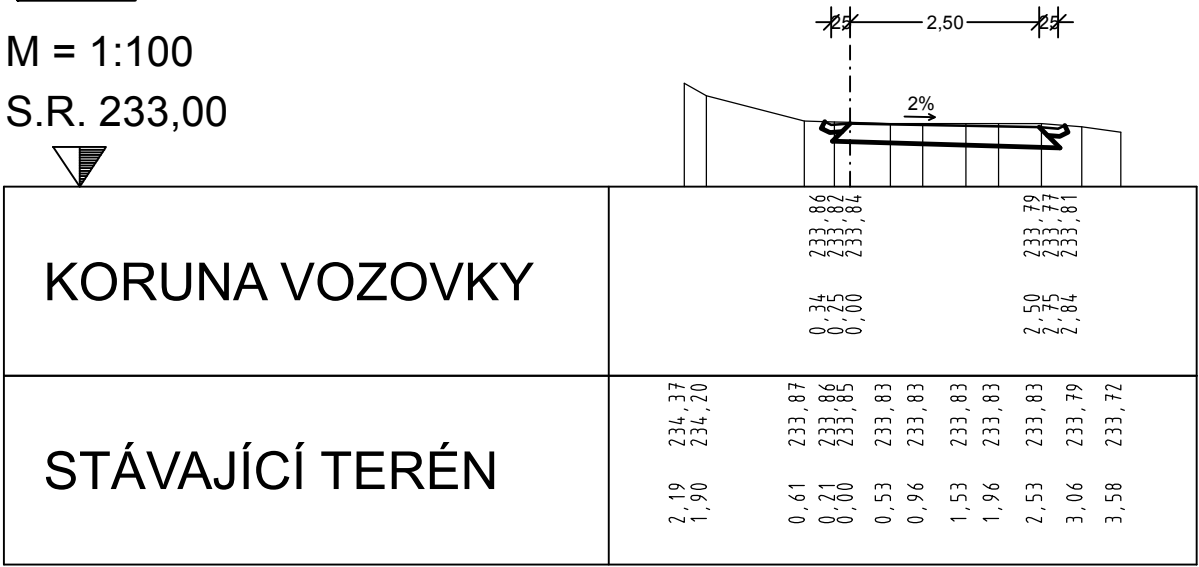 25 2,50 25
M = 1:100
S.R. 233,00
2%
KORUNA VOZOVKY
233,86 233,82 233,84 233,79 233,77 233,81
0,34 0,25 0,00 2,50 2,75 2,84
STÁVAJÍCÍ TERÉN
234,37 234,20 233,87 233,86 233,85 233,83 233,83 233,83 233,83 233,83 233,79 233,72
2,19 1,90 0,61 0,21 0,00 0,53 0,96 1,53 1,96 2,53 3,06 3,58